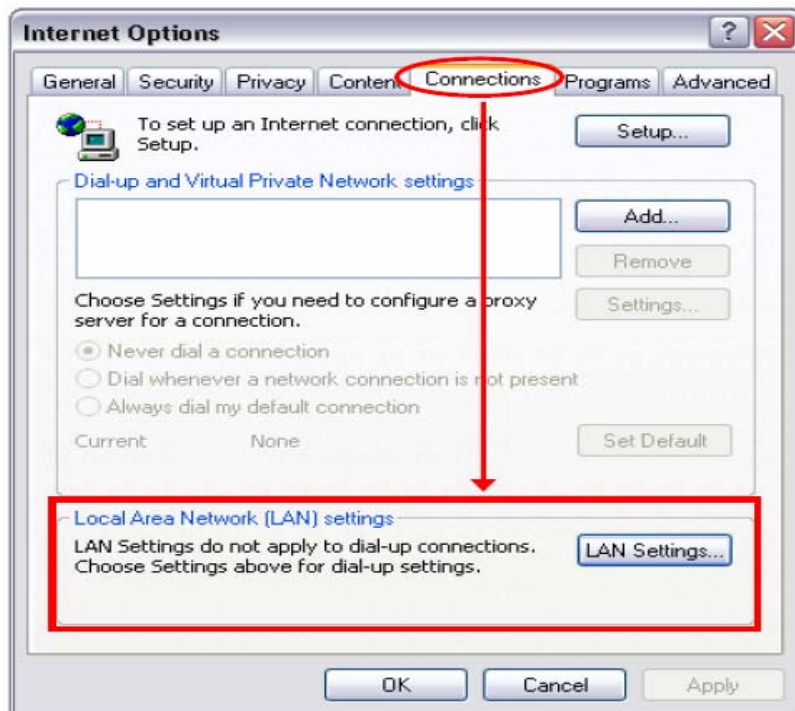 Internet Options
General Security Privacy Content Connections Programs Advanced
To set up an Internet connection, click
Setup.
Setup...
Dial-up and Virtual Private Network settings
Add...
Remove
Choose Settings if you need to configure a proxy
server for a connection.
Settings...
Never dial a connection
Dial whenever a network connection is not present
Always dial my default connection
Current None
Set Default
Local Area Network (LAN) settings
LAN Settings do not apply to dial-up connections.
Choose Settings above for dial-up settings.
LAN Settings...
OK Cancel Apply